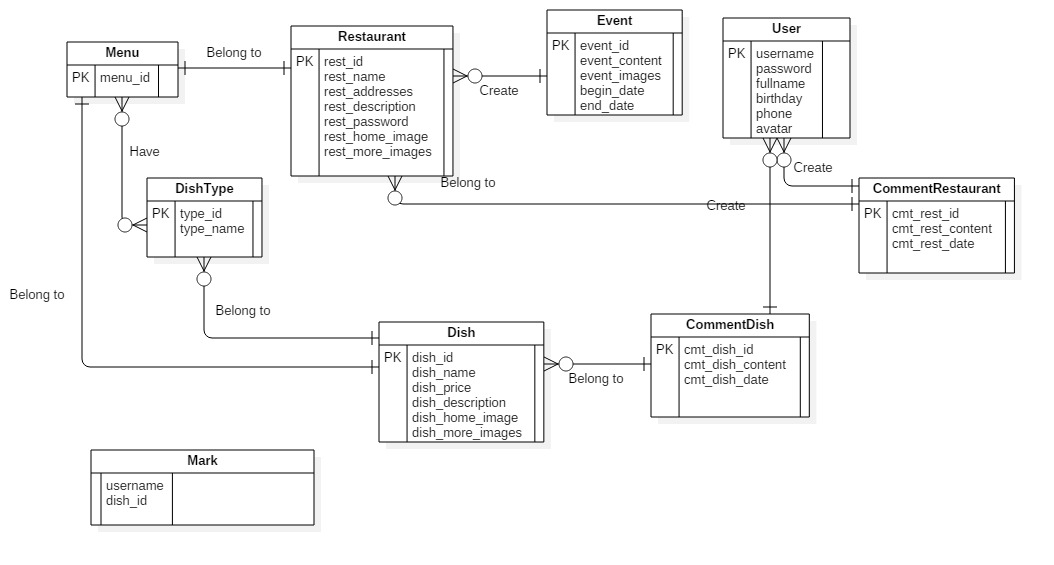 Menu
PK menu_id
Belong to
Restaurant
PK rest_id
rest_name
rest_addresses
rest_description
rest_password
rest_home_image
rest_more_images
Create
Event
PK event_id
event_content
event_images
begin_date
end_date
User
PK username
password
fullname
birthday
phone
avatar
Create
Have
DishType
PK type_id
type_name
Belong to
Create
CommentRestaurant
PK cmt_rest_id
cmt_rest_content
cmt_rest_date
Belong to
Belong to
Dish
PK dish_id
dish_name
dish_price
dish_description
dish_home_image
dish_more_images
Belong to
CommentDish
PK cmt_dish_id
cmt_dish_content
cmt_dish_date
Mark
username
dish_id